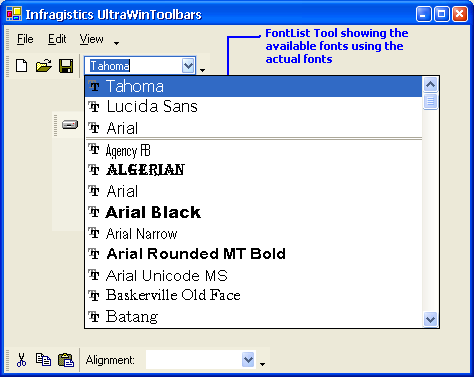 Infragistics UltraWinToolbars
File Edit View
FontList Tool showing the
available fonts using the
actual fonts
Tahoma
Tahoma
Lucida Sans
Arial
Agency FB
ALGERIAN
Arial
Arial Black
Arial Narrow
Arial Rounded MT Bold
Arial Unicode MS
Baskerville Old Face
Batang
Alignment: